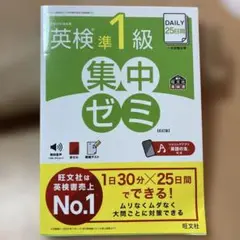 DAILY
25日間
英検準1級
集中
ゼミ
旺文社は
英検書売上
No.1
1日30分×25日間
でできる!
ムリなくムダなく
大問ごとに対策できる
旺文社